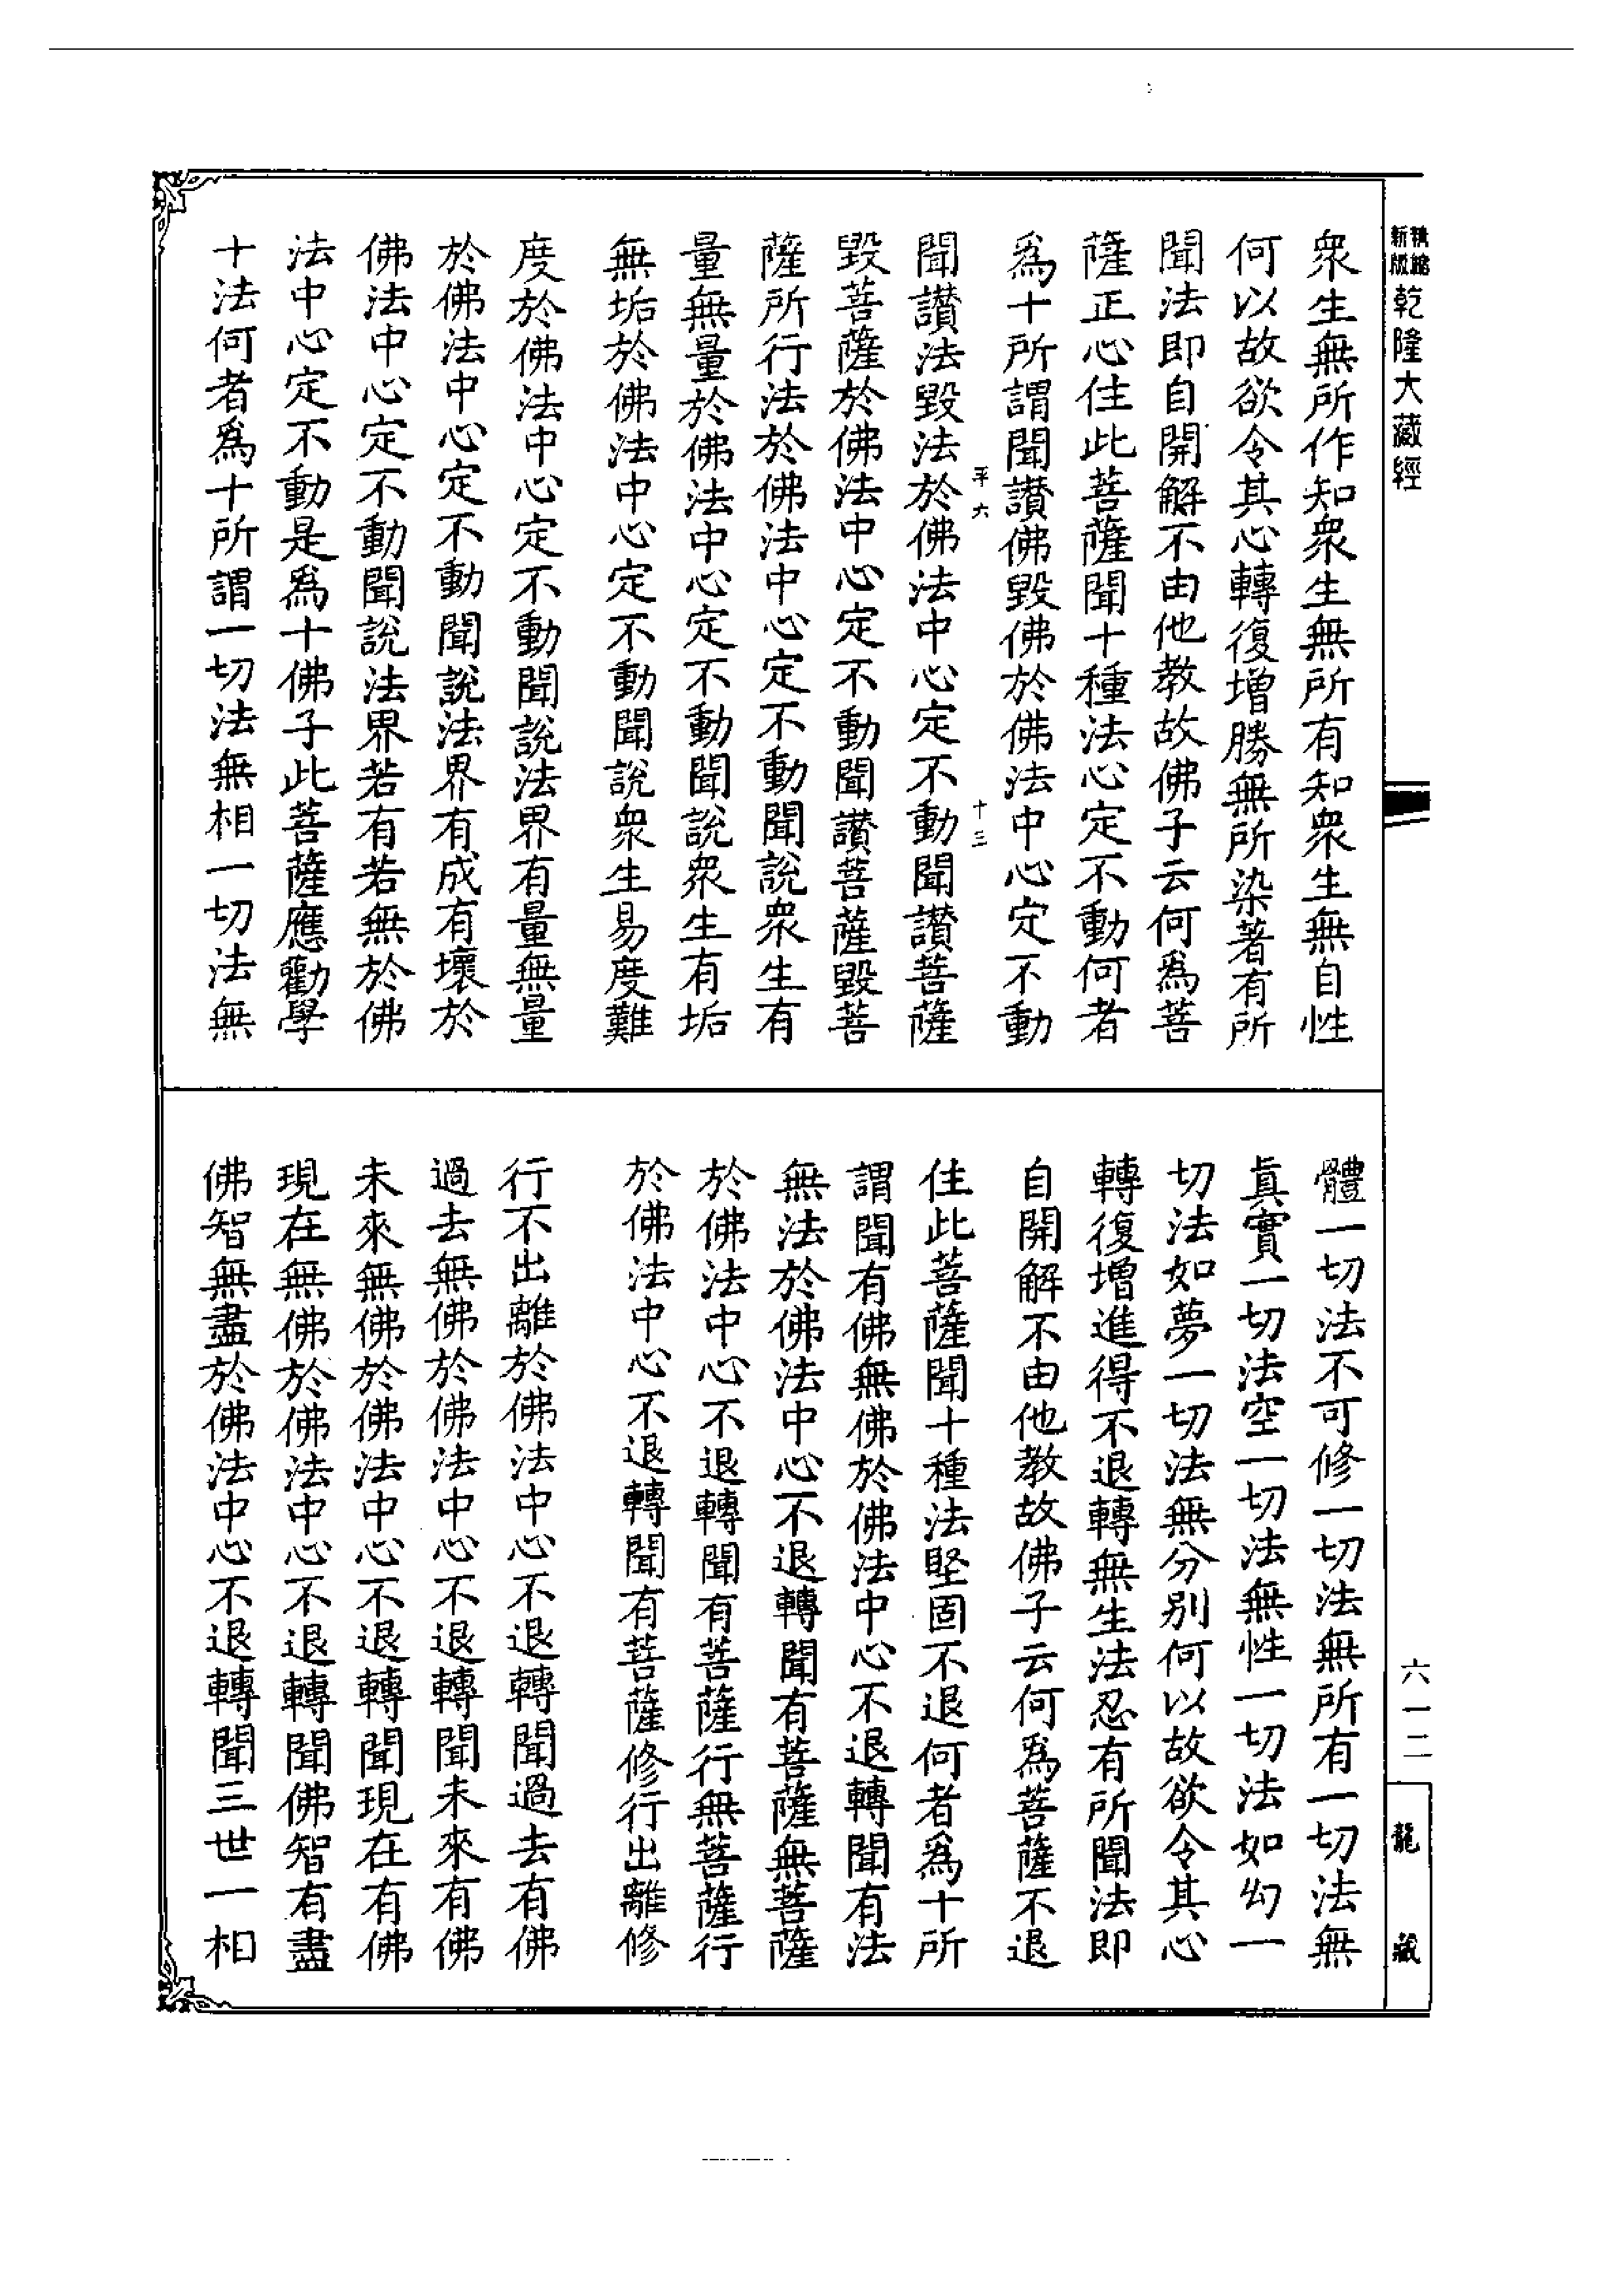 新版精縮
乾隆大藏經
六一二
龍藏
衆生無所作知衆生無所有知衆生無自性
何以故欲令其心轉復增勝無所染著有所
聞法即自開解不由他教故佛子云何為菩
薩正心住此菩薩聞十種法心定不動何者
爲十所謂聞讃佛毀佛於佛法中心定不動
平六
十三
聞讃法毀法於佛法中心定不動聞讃菩薩
毀菩薩於佛法中心定不動聞讃菩薩毀菩
薩所行法於佛法中心定不動聞說衆生有
量無量於佛法中心定不動聞說衆生有垢
無垢於佛法中心定不動聞說衆生易度難
度於佛法中心定不動聞說法界有量無量
於佛法中心定不動聞說法界有成有壞於
佛法中心定不動聞說法界若有若無於佛
法中心定不動是爲十佛子此菩薩應勸學
十法何者爲十所謂一切法無相一切法無
體一切法不可修一切法無所有一切法無
真實一切法空一切法無性一切法如幻一
切法如夢一切法無分別何以故欲令其心
轉復增進得不退轉無生法忍有所聞法即
自開解不由他教故佛子云何爲菩薩不退
住此菩薩聞十種法堅固不退何者爲十所
謂聞有佛無佛於佛法中心不退轉聞有法
無法於佛法中心不退轉聞有菩薩無菩薩
於佛法中心不退轉聞有菩薩行無菩薩行
於佛法中心不退轉聞有菩薩修行出離修
行不出離於佛法中心不退轉聞過去有佛
過去無佛於佛法中心不退轉聞未來有佛
未來無佛於佛法中心不退轉聞現在有佛
現在無佛於佛法中心不退轉聞佛智有盡
佛智無盡於佛法中心不退轉聞三世一相